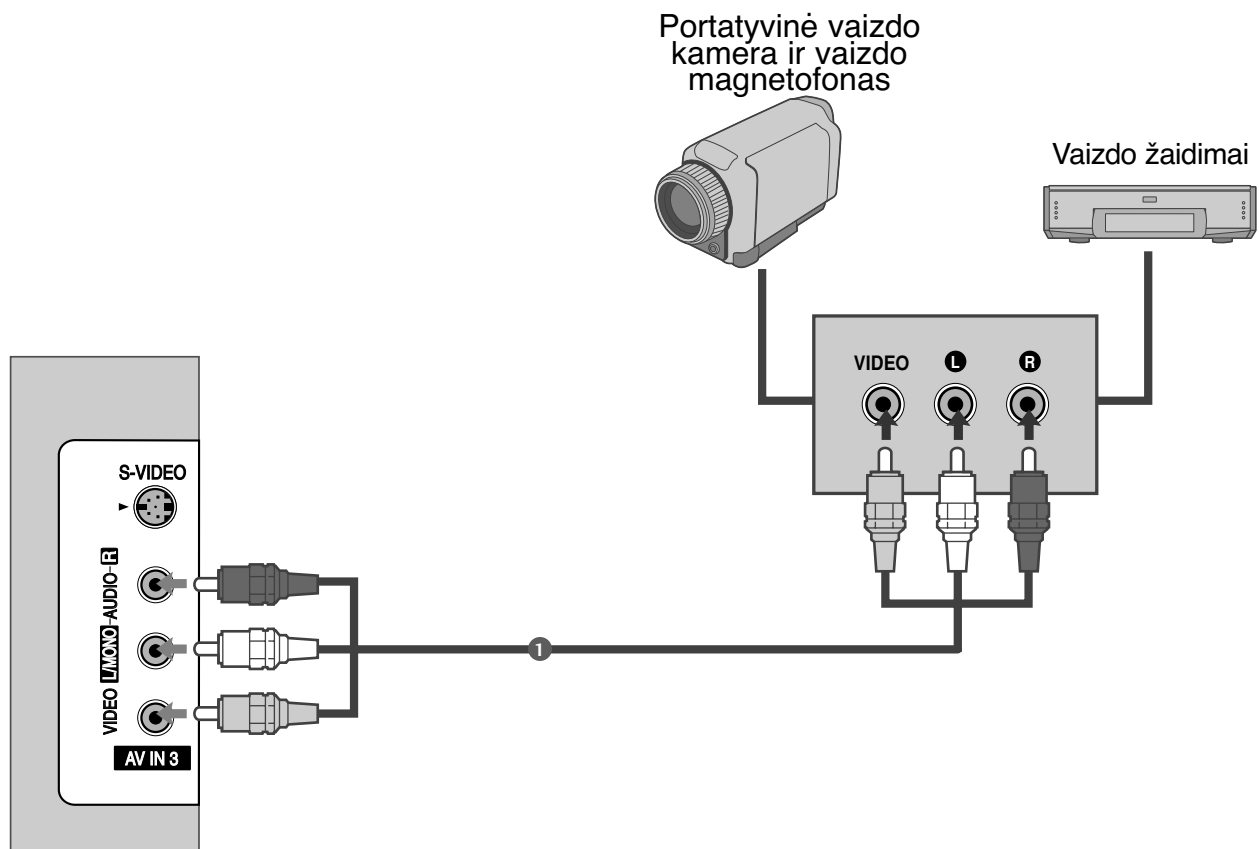 Portatyvinė vaizdo
kamera ir vaizdo
magnetofonas
Vaizdo žaidimai
VIDEO L R
S-VIDEO
VIDEO L/MONO-AUDIO-R
1
AV IN 3